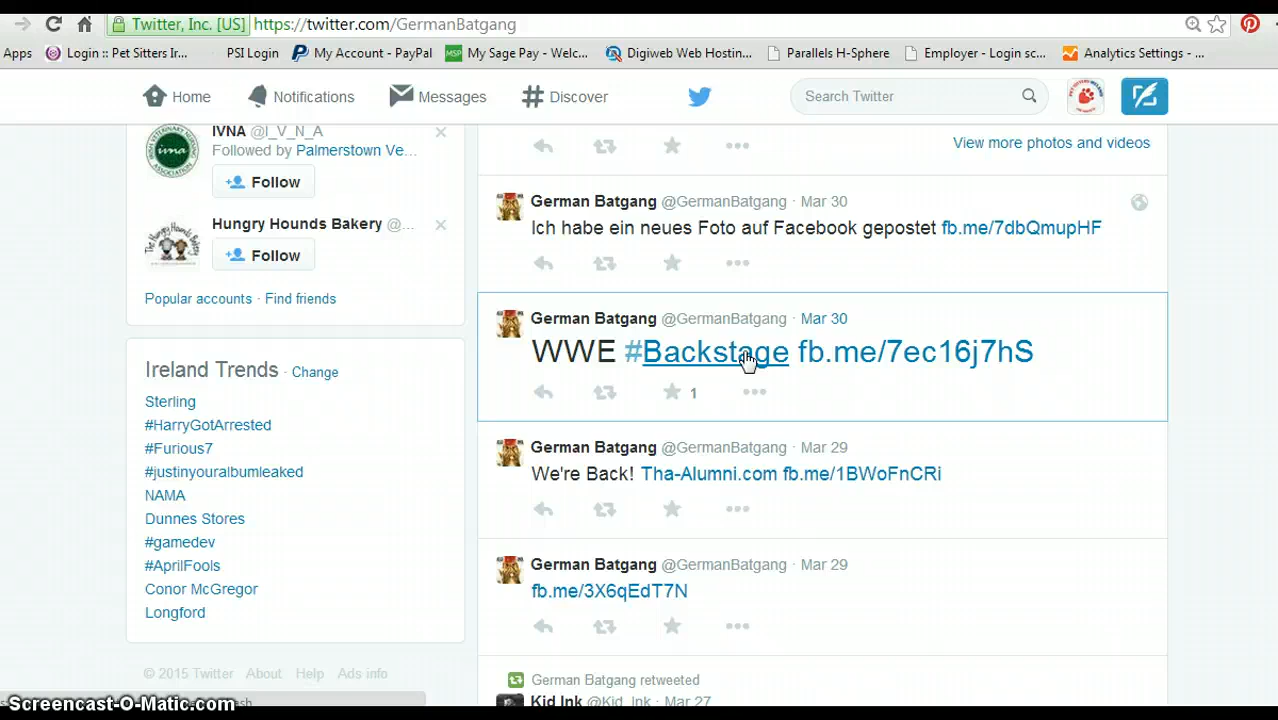 Twitter, Inc. [US] https://twitter.com/GermanBatgang
Apps Login :: Pet Sitters Ir... PSI Login My Account - PayPal My Sage Pay - Welc... Digiweb Web Hostin... Parallels H-Sphere Employer - Login sc... Analytics Settings - ...
Home Notifications Messages Discover Search Twitter
IVNA @I_V_N_A
Followed by Palmerstown Ve...
Follow
Hungry Hounds Bakery @...
Follow
Popular accounts · Find friends
Ireland Trends · Change
Sterling
#HarryGotArrested
#Furious7
#justinyouralbumleaked
NAMA
Dunnes Stores
#gamedev
#AprilFools
Conor McGregor
Longford
© 2015 Twitter About Help Ads info
View more photos and videos
German Batgang @GermanBatgang · Mar 30
Ich habe ein neues Foto auf Facebook gepostet fb.me/7dbQmupHF
German Batgang @GermanBatgang · Mar 30
WWE #Backstage fb.me/7ec16j7hS
1
German Batgang @GermanBatgang · Mar 29
We're Back! Tha-Alumni.com fb.me/1BWoFnCRi
German Batgang @GermanBatgang · Mar 29
fb.me/3X6qEdT7N
German Batgang retweeted
Kid Ink @Kid_Ink · Mar 27
Screencast-O-Matic.com